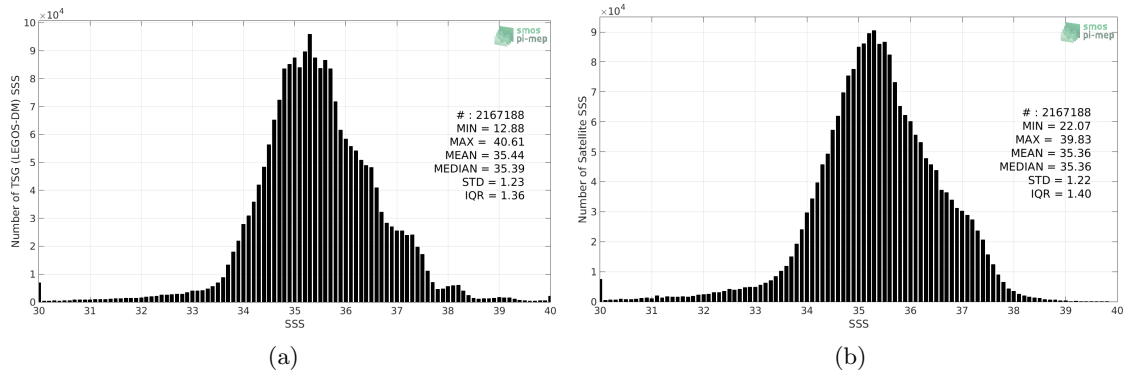 ×10⁴
10
9
8
7
6
5
4
3
2
1
0
30 31 32 33 34 35 36 37 38 39 40
SSS
Number of TSG (LEGOS-DM) SSS
smos
pi-mep
# : 2167188
MIN = 12.88
MAX = 40.61
MEAN = 35.44
MEDIAN = 35.39
STD = 1.23
IQR = 1.36
(a)
×10⁴
9
8
7
6
5
4
3
2
1
0
30 31 32 33 34 35 36 37 38 39 40
SSS
Number of Satellite SSS
smos
pi-mep
# : 2167188
MIN = 22.07
MAX = 39.83
MEAN = 35.36
MEDIAN = 35.36
STD = 1.22
IQR = 1.40
(b)